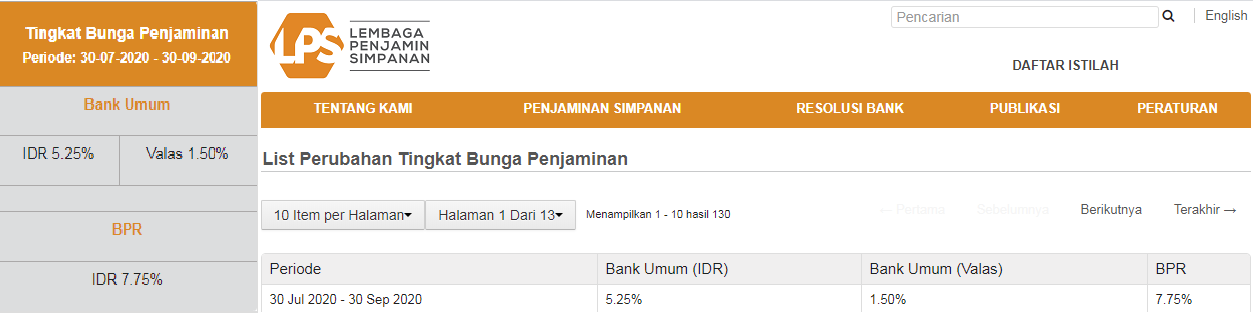 Tingkat Bunga Penjaminan
Periode: 30-07-2020 - 30-09-2020
Bank Umum
IDR 5.25%
Valas 1.50%
BPR
IDR 7.75%
LPS
LEMBAGA
PENJAMIN
SIMPANAN
Pencarian
English
DAFTAR ISTILAH
TENTANG KAMI PENJAMINAN SIMPANAN RESOLUSI BANK PUBLIKASI PERATURAN
List Perubahan Tingkat Bunga Penjaminan
10 Item per Halaman Halaman 1 Dari 13 Menampilkan 1 - 10 hasil 130 ← Pertama Sebelumnya Berikutnya Terakhir →
Periode Bank Umum (IDR) Bank Umum (Valas) BPR
30 Jul 2020 - 30 Sep 2020 5.25% 1.50% 7.75%